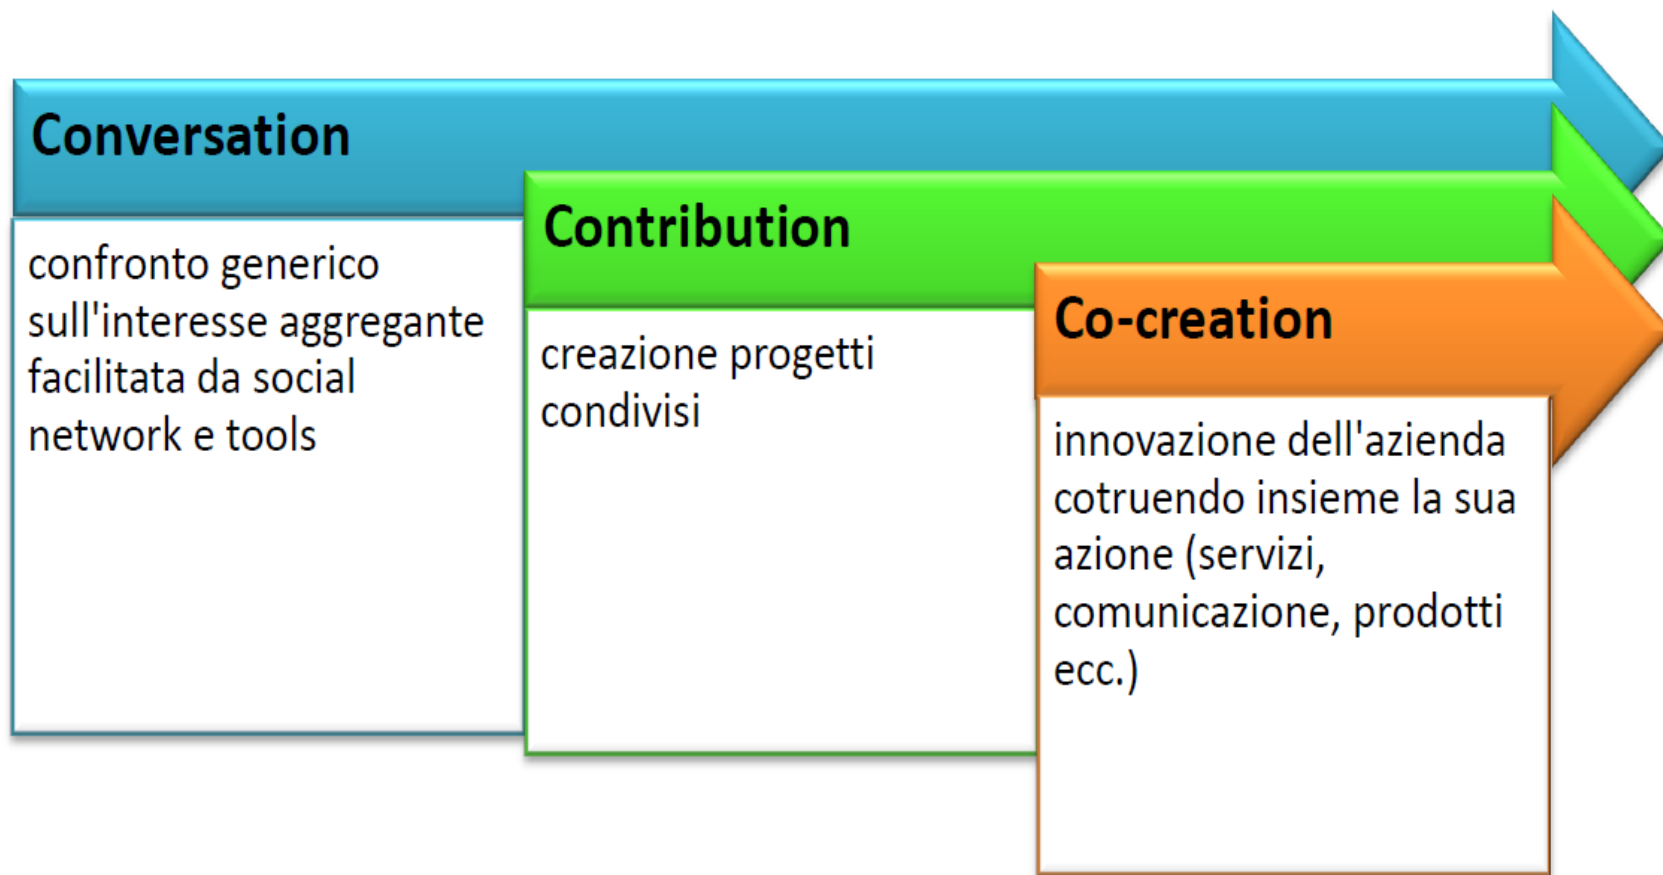 Conversation
confronto generico
sull'interesse aggregante
facilitata da social
network e tools
Contribution
creazione progetti
condivisi
Co-creation
innovazione dell'azienda
cotruendo insieme la sua
azione (servizi,
comunicazione, prodotti
ecc.)